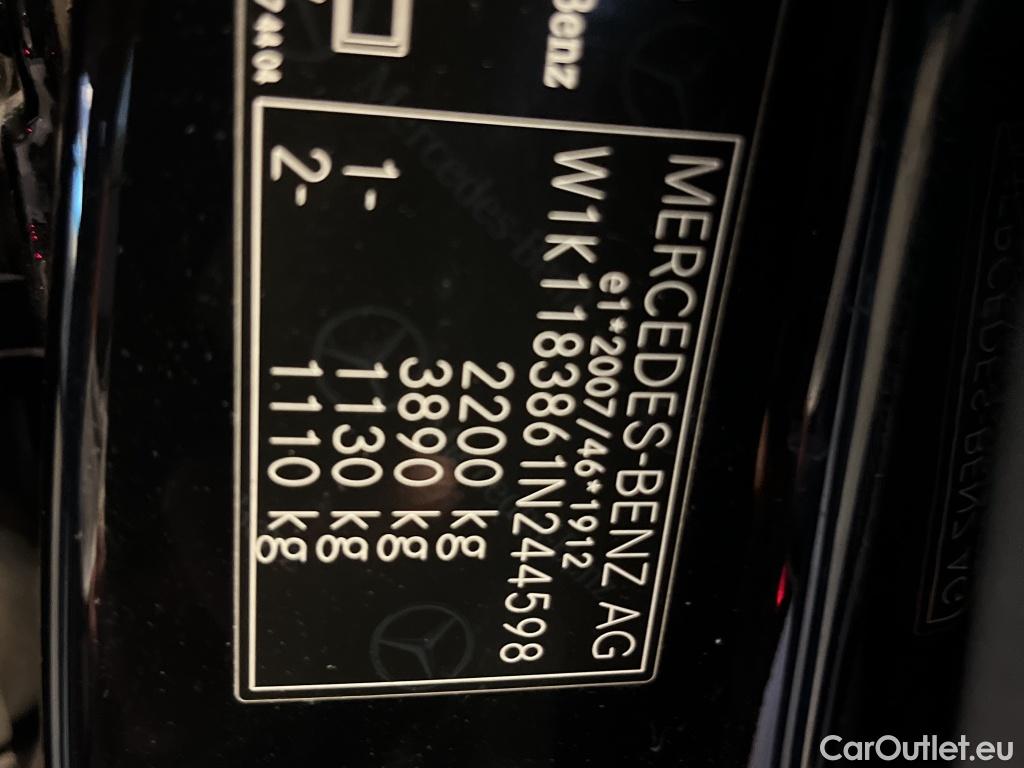 Benz
MERCEDES-BENZ AG
e1*2007/46*1912
W1K1183861N244598
2200 kg
3890 kg
1- 1130 kg
2- 1110 kg
CarOutlet.eu